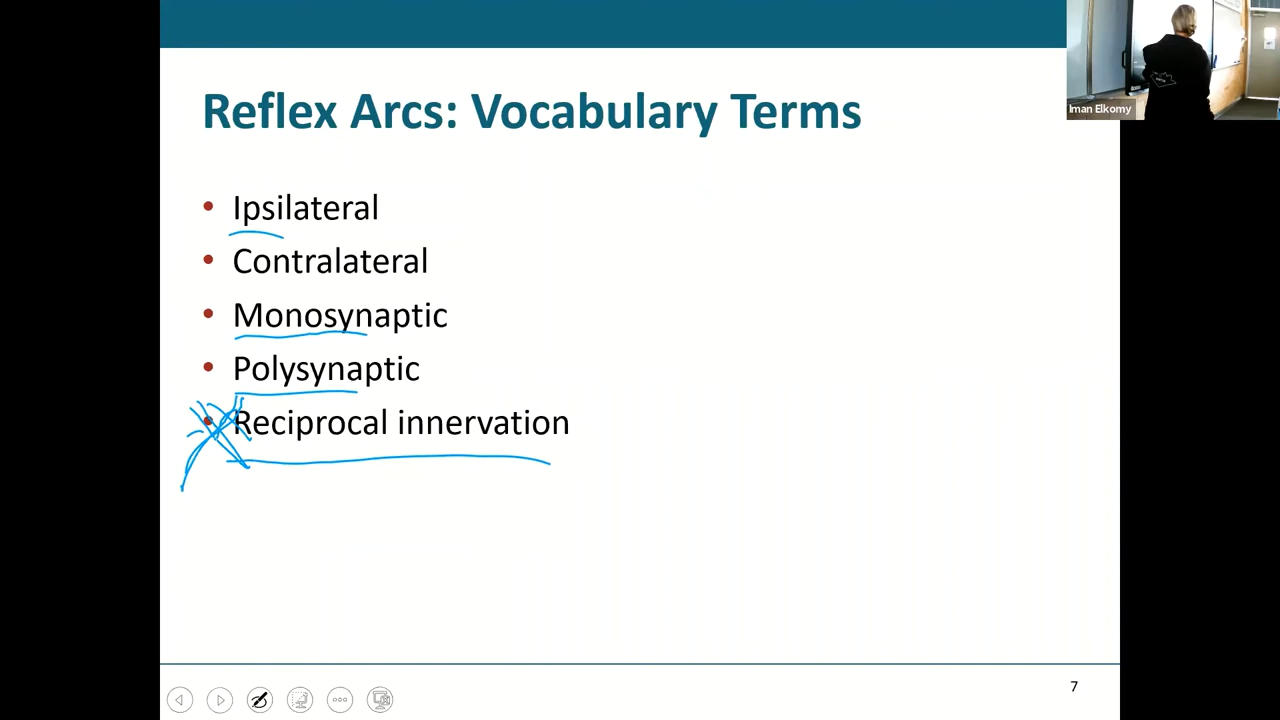 Reflex Arcs: Vocabulary Terms
• Ipsilateral
• Contralateral
• Monosynaptic
• Polysynaptic
• Reciprocal innervation
7
Iman Elkomy